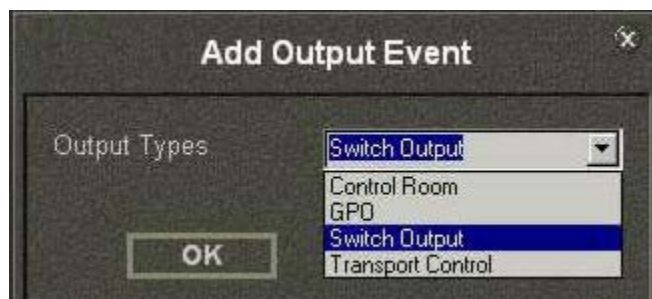 Add Output Event
Output Types
Switch Output
Control Room
GPO
Switch Output
Transport Control
OK